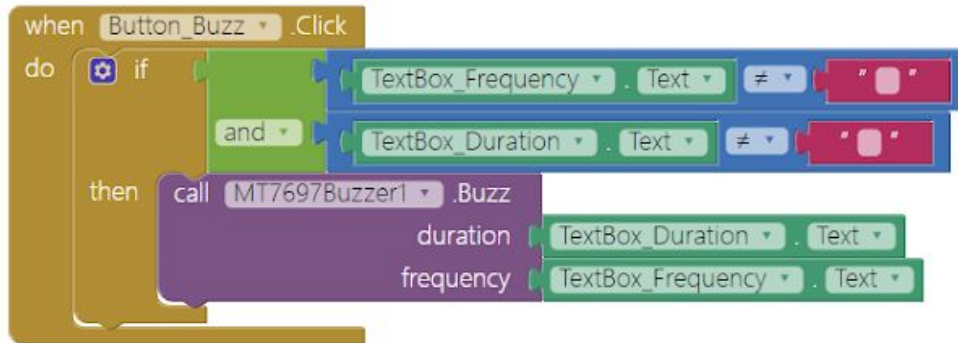 when Button_Buzz .Click
do if TextBox_Frequency . Text ≠ " "
and TextBox_Duration . Text ≠ " "
then call MT7697Buzzer1 .Buzz
duration TextBox_Duration . Text
frequency TextBox_Frequency . Text